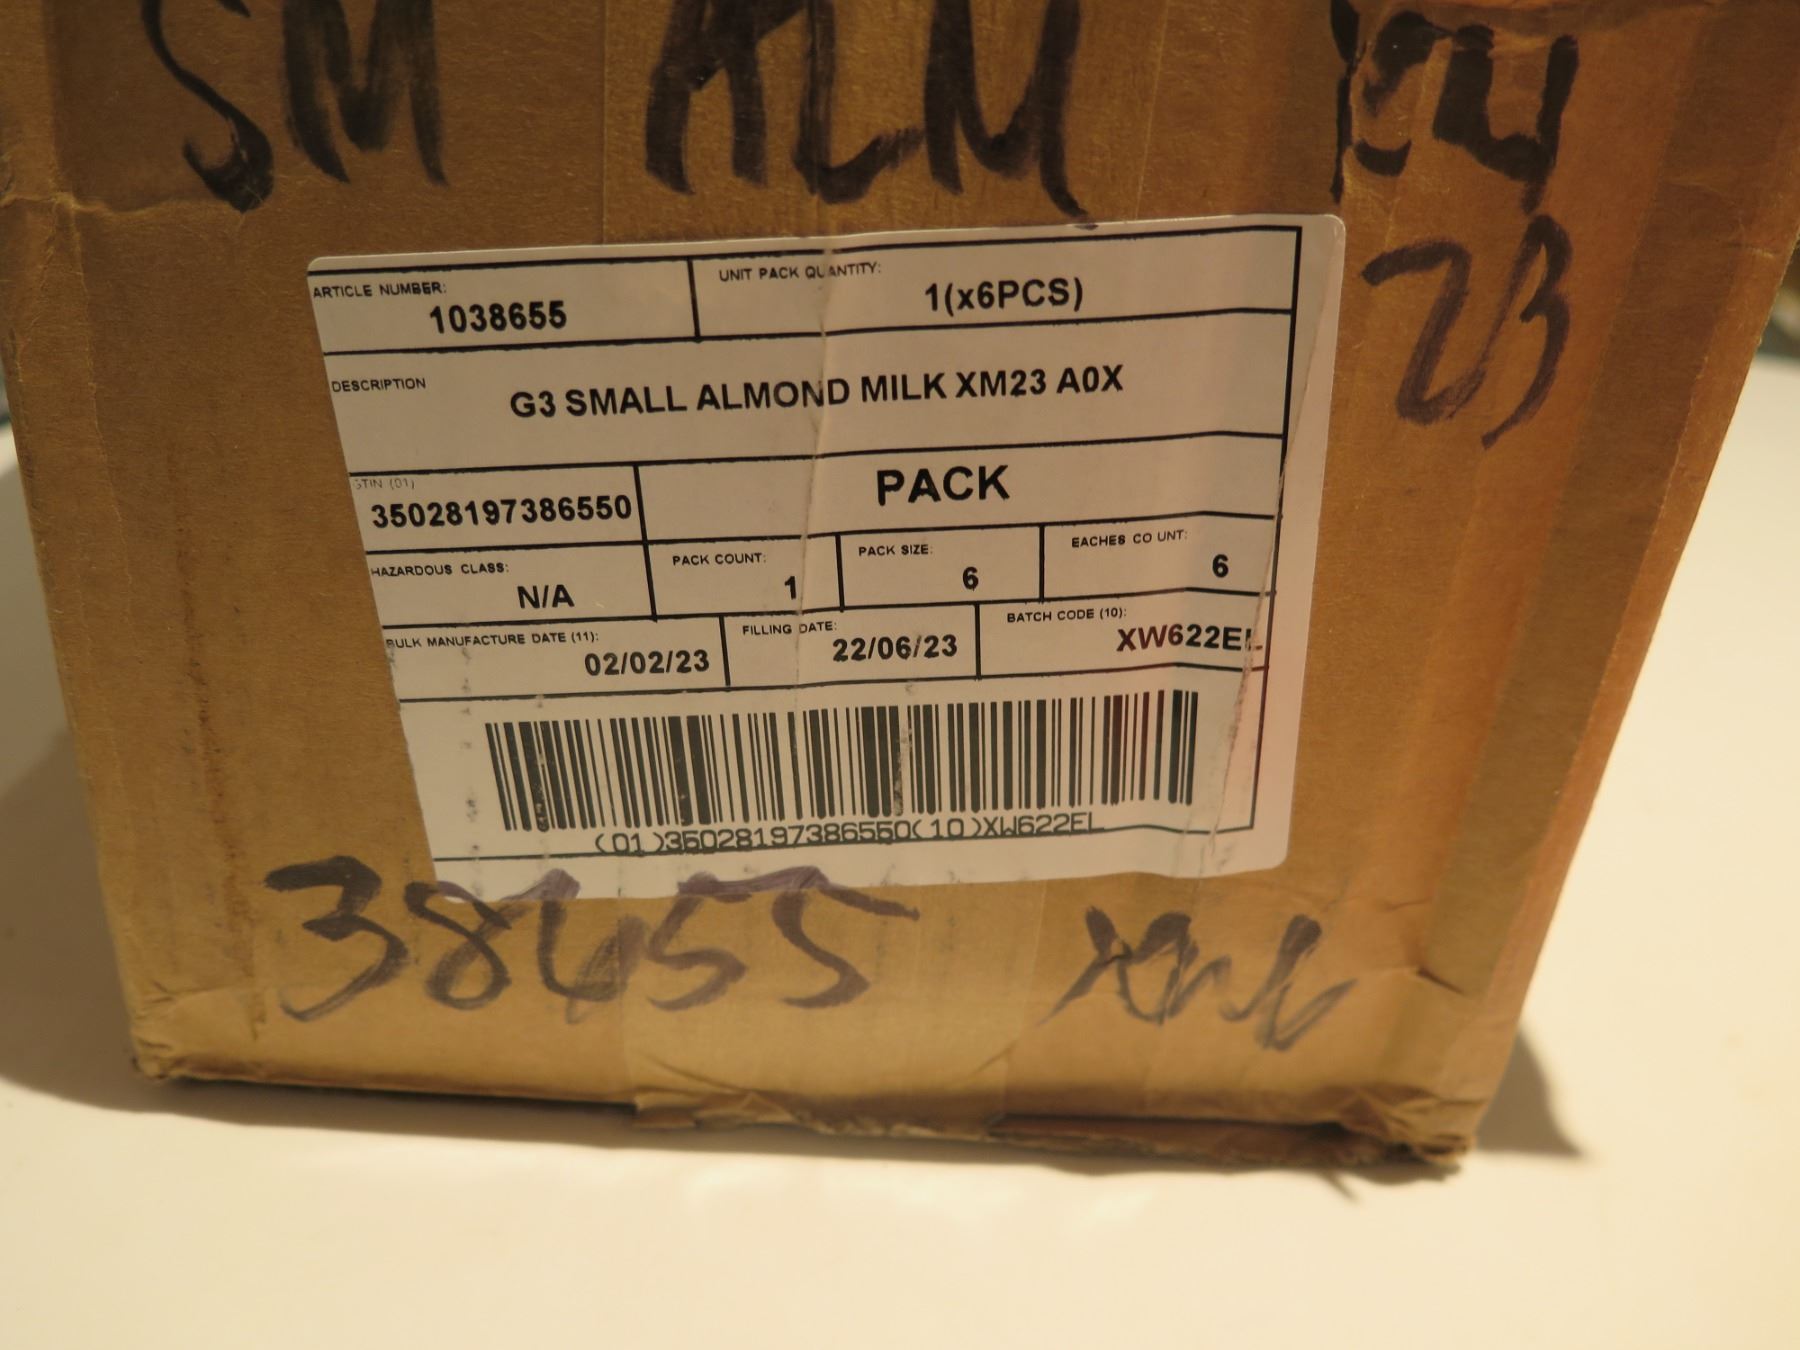 SM ALM
23
ARTICLE NUMBER: UNIT PACK QUANTITY:
1038655 1(x6PCS)
DESCRIPTION G3 SMALL ALMOND MILK XM23 A0X
GTIN (01) PACK
35028197386550
HAZARDOUS CLASS: PACK COUNT: PACK SIZE: EACHES CO UNT:
N/A 1 6 6
BULK MANUFACTURE DATE (11): FILLING DATE: BATCH CODE (10):
02/02/23 22/06/23 XW622EL
(01)35028197386550(10)XW622EL
38655